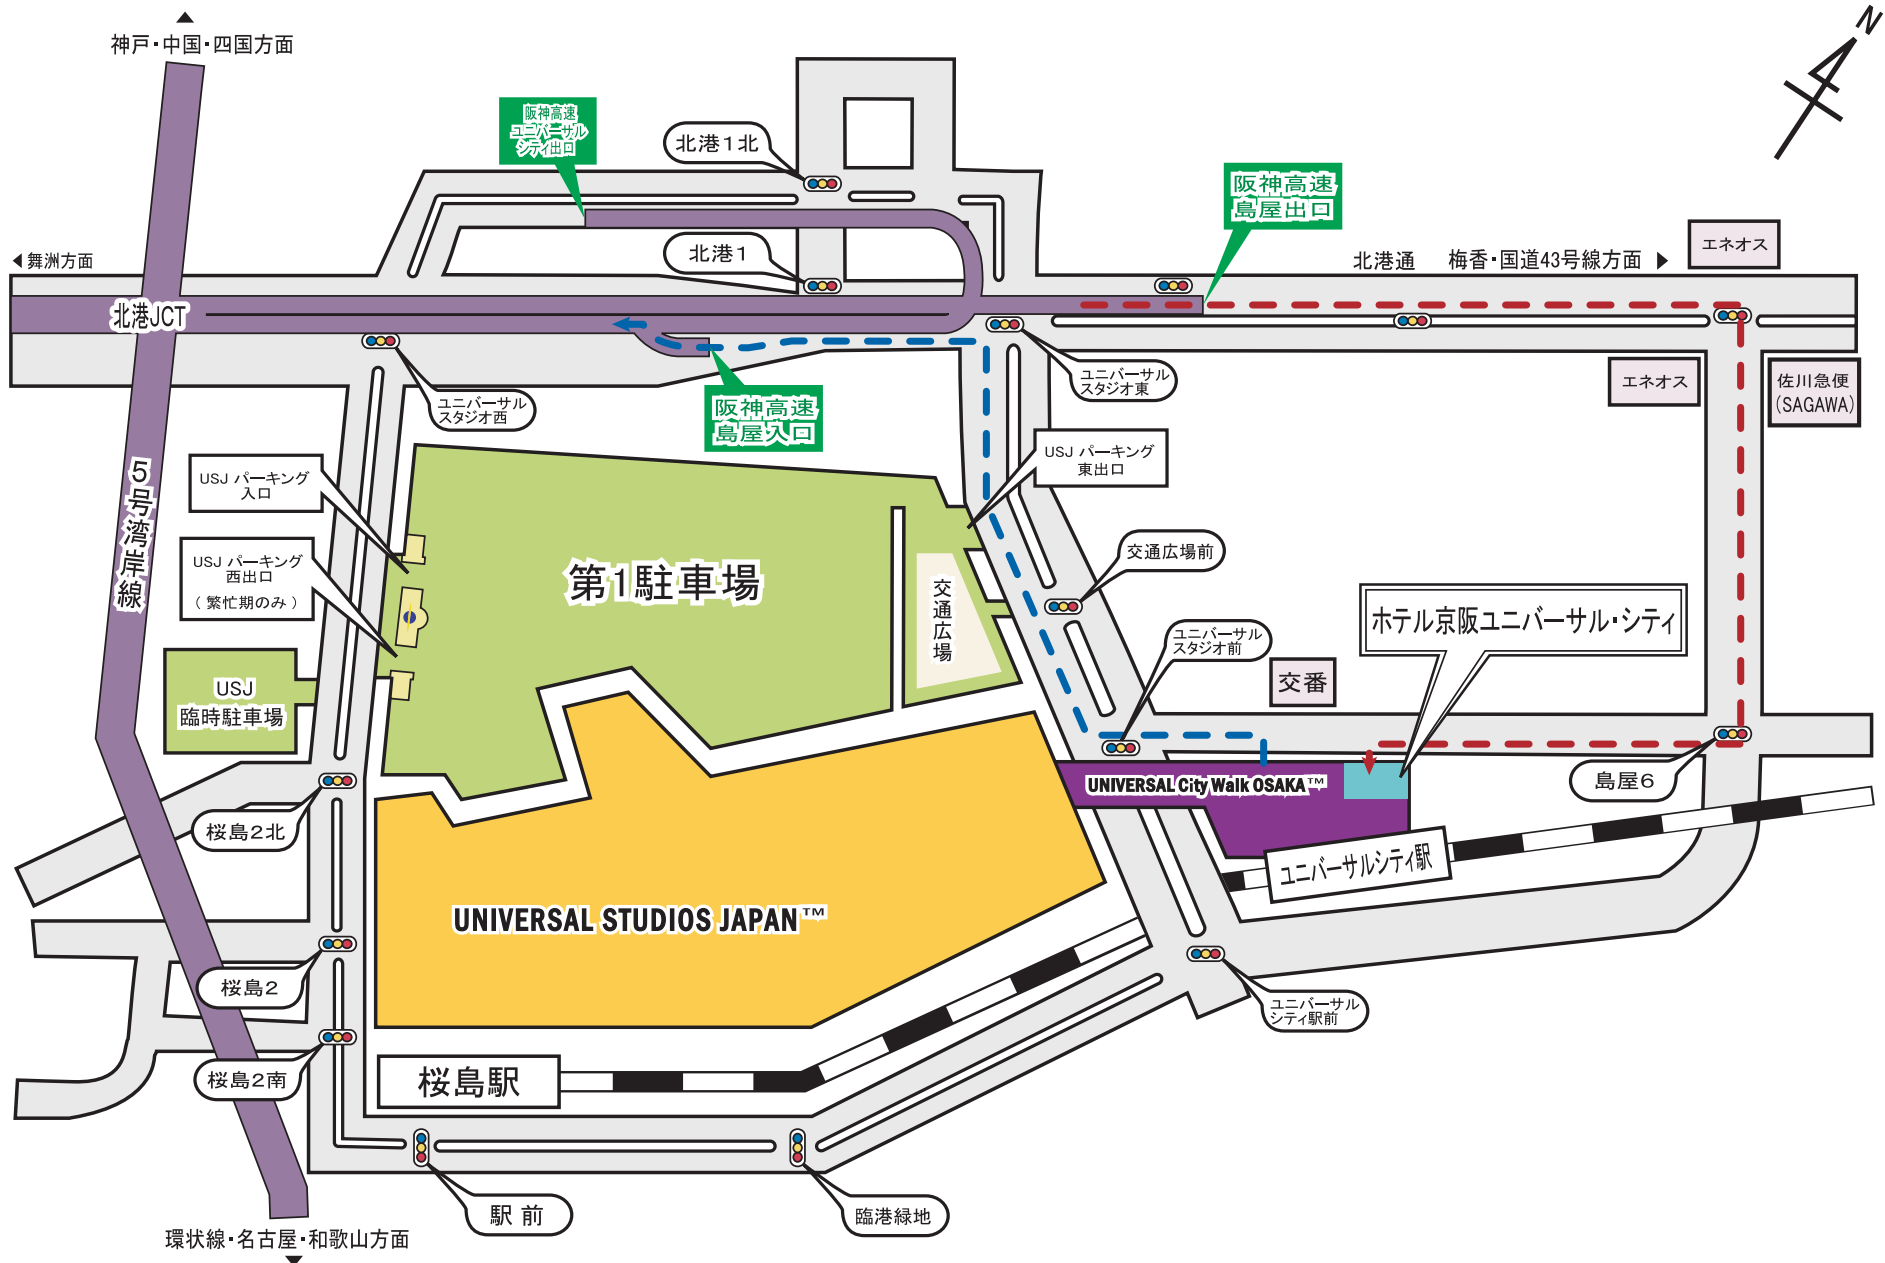 神戸・中国・四国方面
N
阪神高速
ユニバーサル
シティ出口
北港1北
阪神高速
島屋出口
北港1
舞洲方面
北港通
梅香・国道43号線方面
エネオス
北港JCT
ユニバーサル
スタジオ西
阪神高速
島屋入口
ユニバーサル
スタジオ東
エネオス
佐川急便
(SAGAWA)
5号湾岸線
USJ パーキング
入口
USJ パーキング
東出口
USJ パーキング
西出口
(繁忙期のみ)
第1駐車場
交通広場
交通広場前
ユニバーサル
スタジオ前
ホテル京阪ユニバーサル・シティ
交番
USJ
臨時駐車場
UNIVERSAL City Walk OSAKA™
島屋6
桜島2北
ユニバーサルシティ駅
UNIVERSAL STUDIOS JAPAN™
桜島2
ユニバーサル
シティ駅前
桜島2南
桜島駅
駅前
臨港緑地
環状線・名古屋・和歌山方面